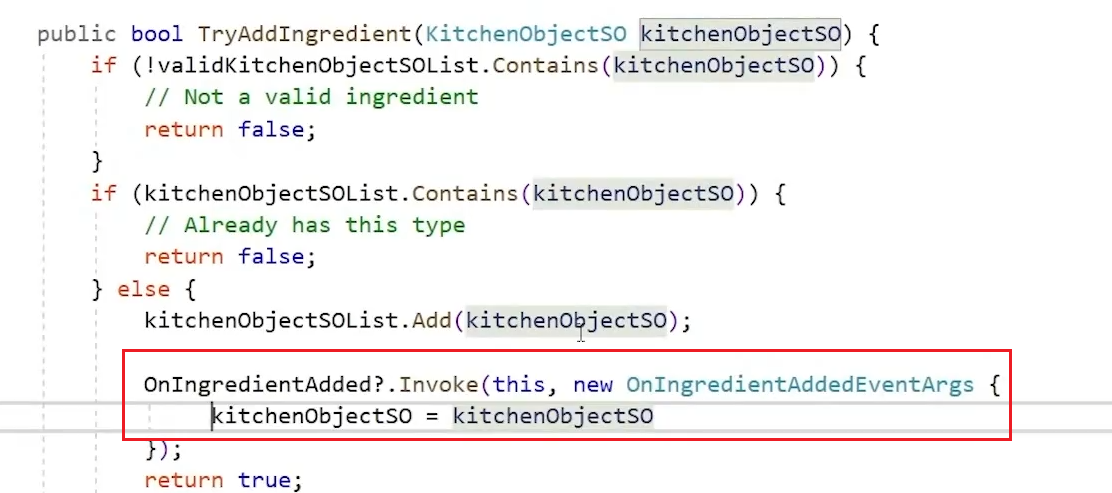 public bool TryAddIngredient(KitchenObjectSO kitchenObjectSO) {
if (!validKitchenObjectSOList.Contains(kitchenObjectSO)) {
// Not a valid ingredient
return false;
}
if (kitchenObjectSOList.Contains(kitchenObjectSO)) {
// Already has this type
return false;
} else {
kitchenObjectSOList.Add(kitchenObjectSO);
OnIngredientAdded?.Invoke(this, new OnIngredientAddedEventArgs {
kitchenObjectSO = kitchenObjectSO
});
return true;